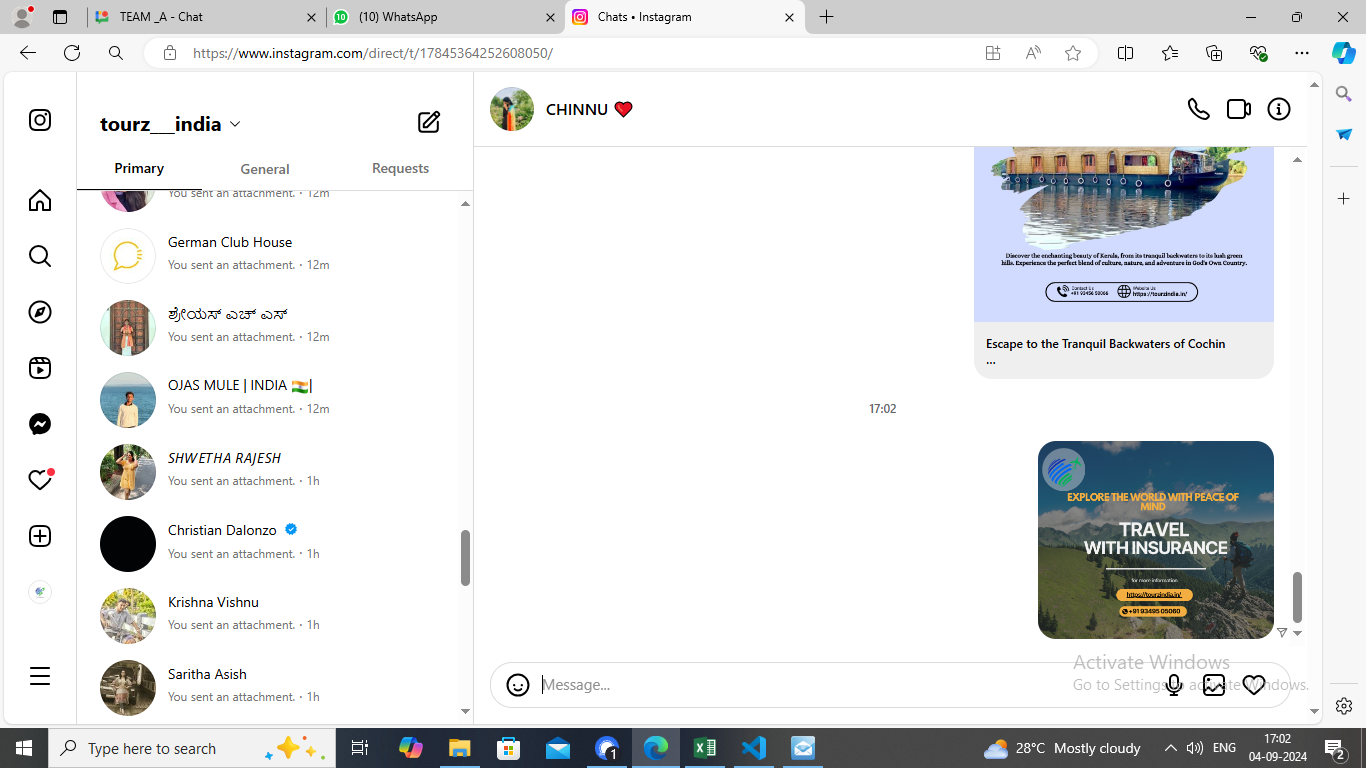 TEAM _A - Chat
(10) WhatsApp
Chats • Instagram
https://www.instagram.com/direct/t/17845364252608050/
tourz___india
Primary
General
Requests
You sent an attachment. · 12m
German Club House
You sent an attachment. · 12m
ಶ್ರೇಯಸ್ ಎಚ್ ಎಸ್
You sent an attachment. · 12m
OJAS MULE | INDIA 🇮🇳|
You sent an attachment. · 12m
SHWETHA RAJESH
You sent an attachment. · 1h
Christian Dalonzo
You sent an attachment. · 1h
Krishna Vishnu
You sent an attachment. · 1h
Saritha Asish
You sent an attachment. · 1h
CHINNU ❤️
Discover the enchanting beauty of Kerala, from its tranquil backwaters to its lush green
hills. Experience the perfect blend of culture, nature, and adventure in God's Own Country.
Contact Us
Website Us
https://tourzindia.in/
Escape to the Tranquil Backwaters of Cochin
...
17:02
EXPLORE THE WORLD WITH PEACE OF
MIND
TRAVEL
WITH INSURANCE
for more information
https://tourzindia.in/
+91 93495 05060
Message...
Activate Windows
Go to Settings to activate Windows.
Type here to search
28°C Mostly cloudy
ENG
17:02
04-09-2024
2